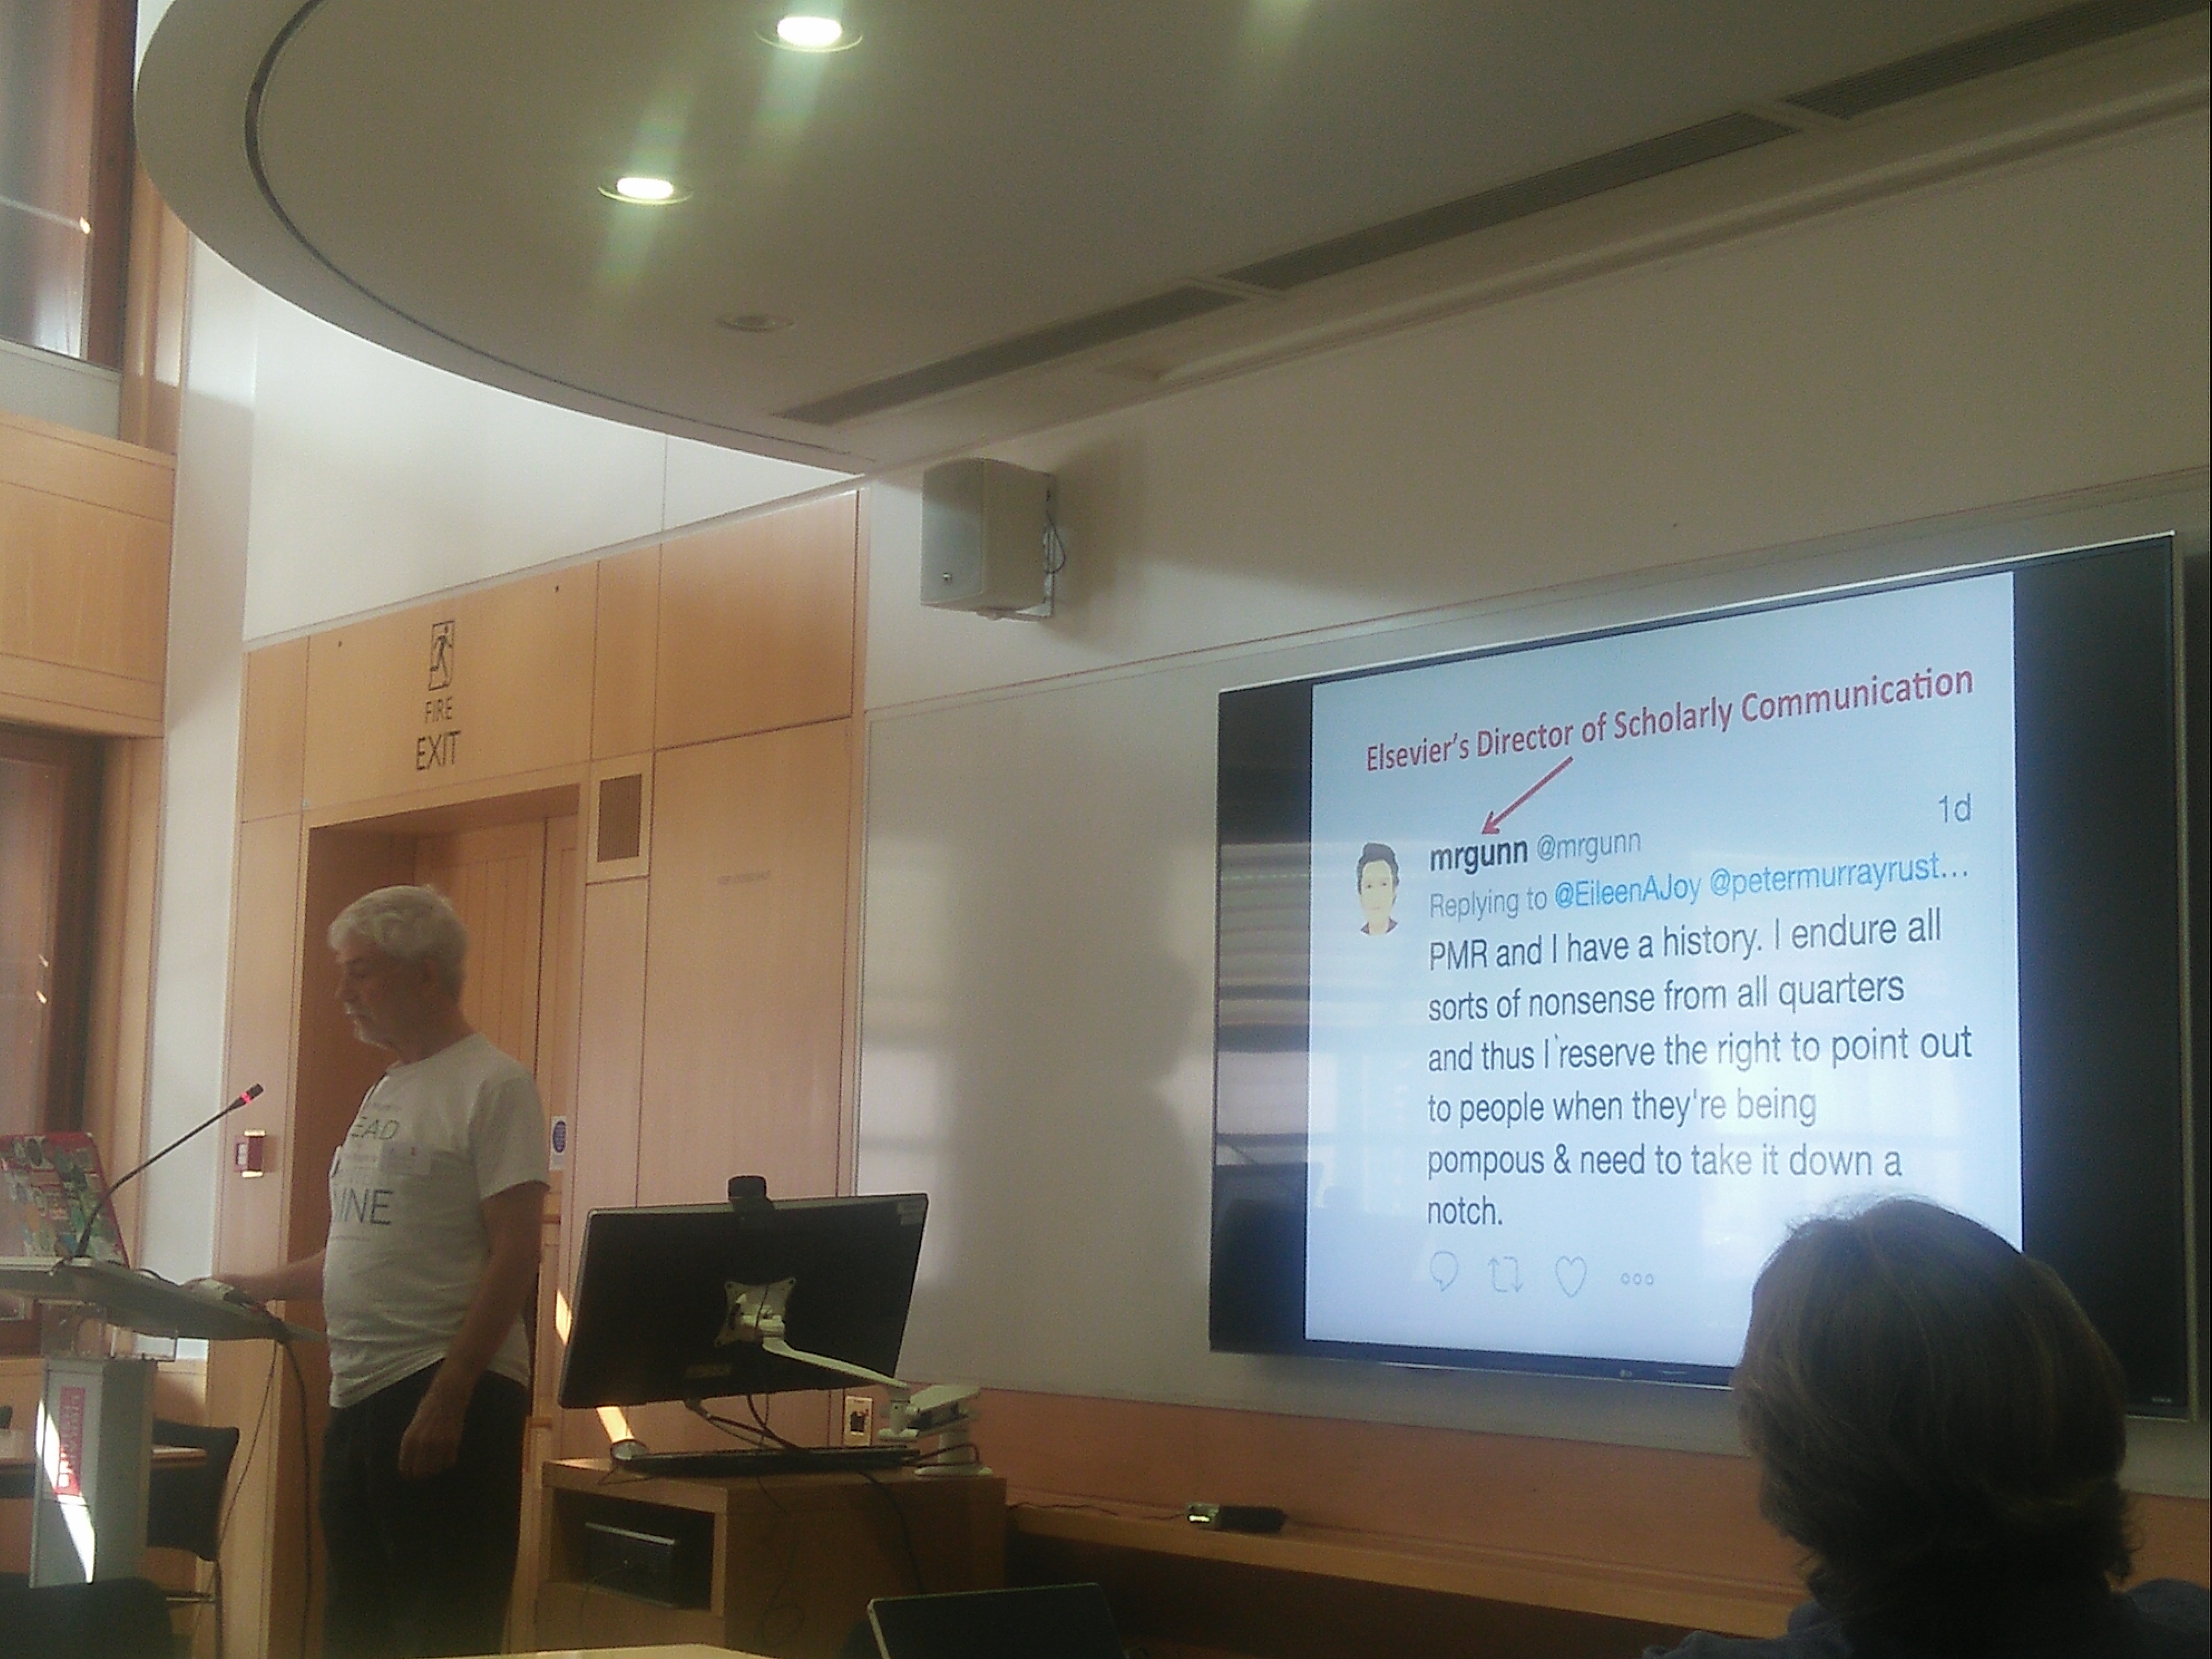 FIRE
EXIT
Elsevier's Director of Scholarly Communication
1d
mrgunn @mrgunn
Replying to @EileenAJoy @petermurrayrust...
PMR and I have a history. I endure all
sorts of nonsense from all quarters
and thus I reserve the right to point out
to people when they're being
pompous & need to take it down a
notch.
EAD
INE
LG